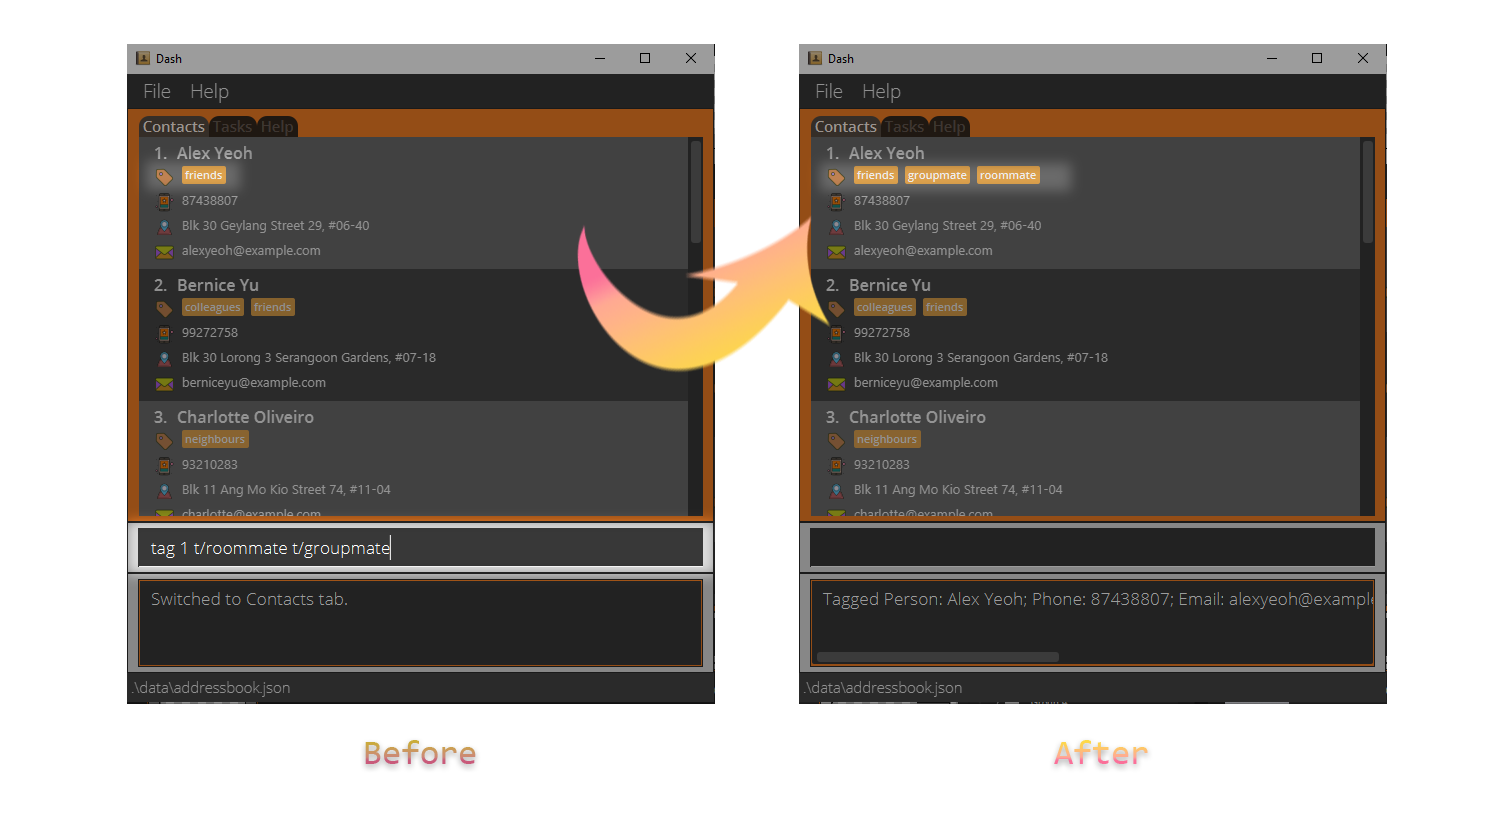 Dash
File Help
Contacts Tasks Help
1. Alex Yeoh
friends
87438807
Blk 30 Geylang Street 29, #06-40
alexyeoh@example.com
2. Bernice Yu
colleagues friends
99272758
Blk 30 Lorong 3 Serangoon Gardens, #07-18
berniceyu@example.com
3. Charlotte Oliveiro
neighbours
93210283
Blk 11 Ang Mo Kio Street 74, #11-04
charlotte@example.com
tag 1 t/roommate t/groupmate
Switched to Contacts tab.
.\data\addressbook.json
Before
Dash
File Help
Contacts Tasks Help
1. Alex Yeoh
friends groupmate roommate
87438807
Blk 30 Geylang Street 29, #06-40
alexyeoh@example.com
2. Bernice Yu
colleagues friends
99272758
Blk 30 Lorong 3 Serangoon Gardens, #07-18
berniceyu@example.com
3. Charlotte Oliveiro
neighbours
93210283
Blk 11 Ang Mo Kio Street 74, #11-04
charlotte@example.com
Tagged Person: Alex Yeoh; Phone: 87438807; Email: alexyeoh@example
.\data\addressbook.json
After